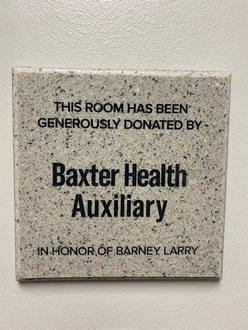 THIS ROOM HAS BEEN
GENEROUSLY DONATED BY -
Baxter Health
Auxiliary
IN HONOR OF BARNEY LARRY